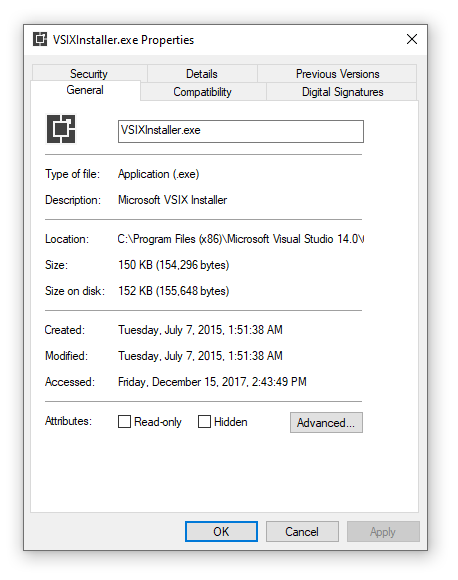 VSIXInstaller.exe Properties
Security Details Previous Versions
General Compatibility Digital Signatures
VSIXInstaller.exe
Type of file: Application (.exe)
Description: Microsoft VSIX Installer
Location: C:\Program Files (x86)\Microsoft Visual Studio 14.0\
Size: 150 KB (154,296 bytes)
Size on disk: 152 KB (155,648 bytes)
Created: Tuesday, July 7, 2015, 1:51:38 AM
Modified: Tuesday, July 7, 2015, 1:51:38 AM
Accessed: Friday, December 15, 2017, 2:43:49 PM
Attributes: Read-only Hidden Advanced...
OK Cancel Apply